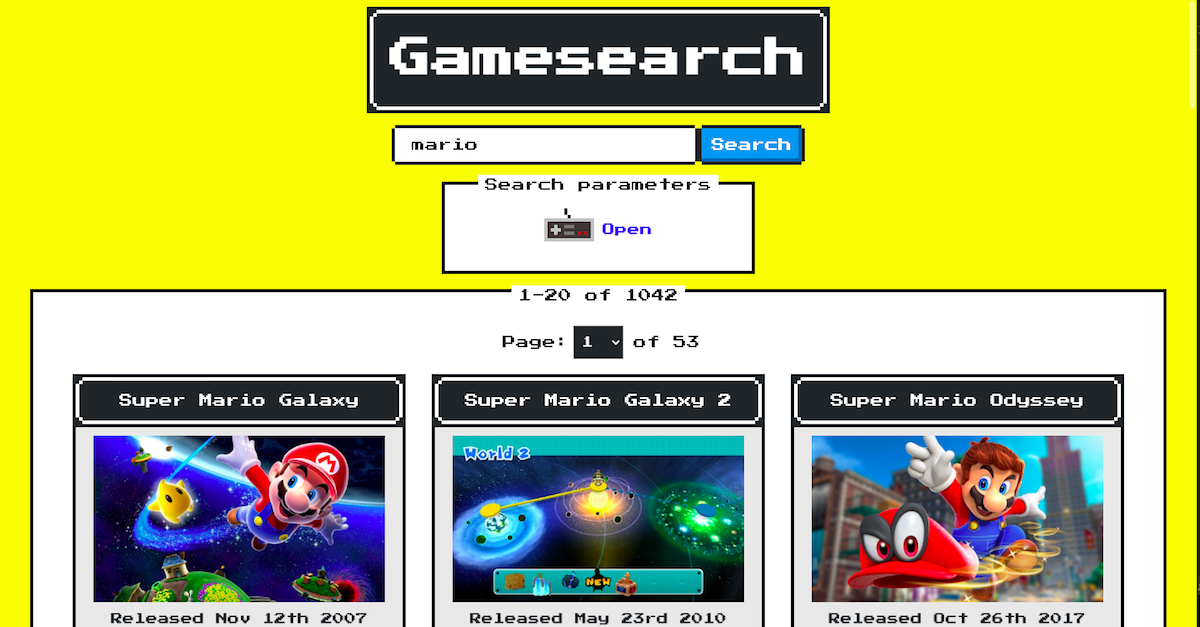 Gamesearch
mario
Search
Search parameters
Open
1-20 of 1042
Page: 1 of 53
Super Mario Galaxy
Super Mario Galaxy 2
Super Mario Odyssey
M
World 2
NEW
Released Nov 12th 2007
Released May 23rd 2010
Released Oct 26th 2017